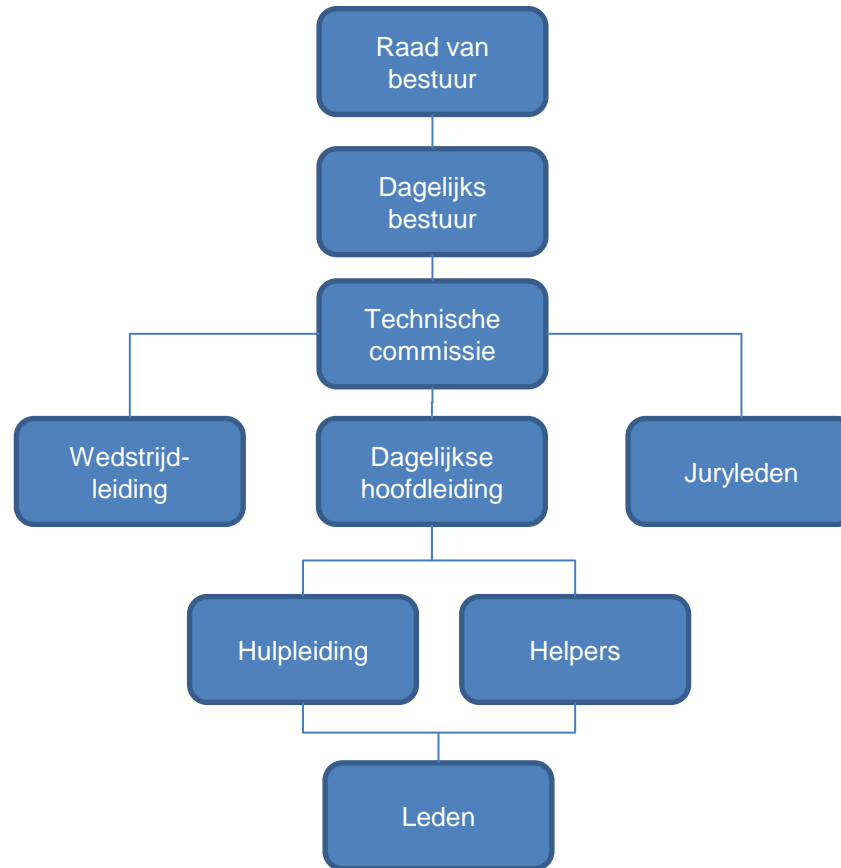 Raad van
bestuur
Dagelijks
bestuur
Technische
commissie
Wedstrijd-
leiding
Dagelijkse
hoofdleiding
Juryleden
Hulpleiding
Helpers
Leden